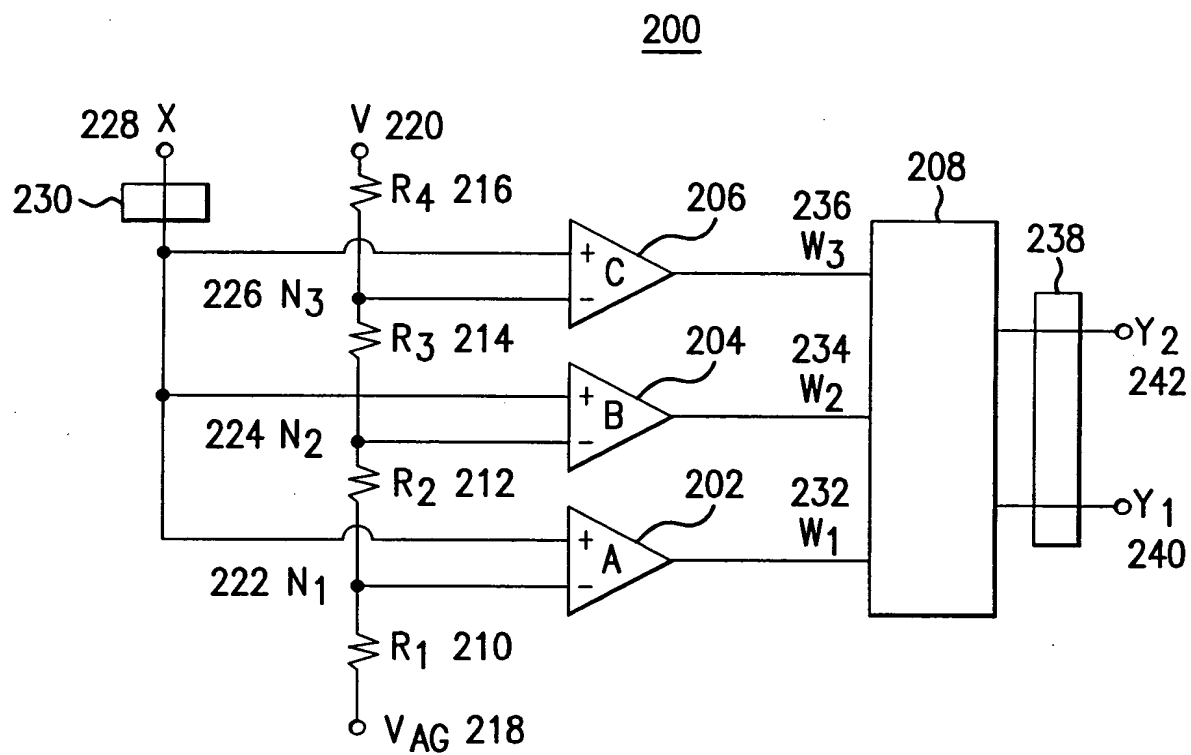 200
228 X
V 220
230
R4 216
206
236
W3
208
238
+
C
−
226 N3
R3 214
204
234
W2
Y2
242
+
B
−
224 N2
R2 212
202
232
W1
Y1
240
+
A
−
222 N1
R1 210
VAG 218